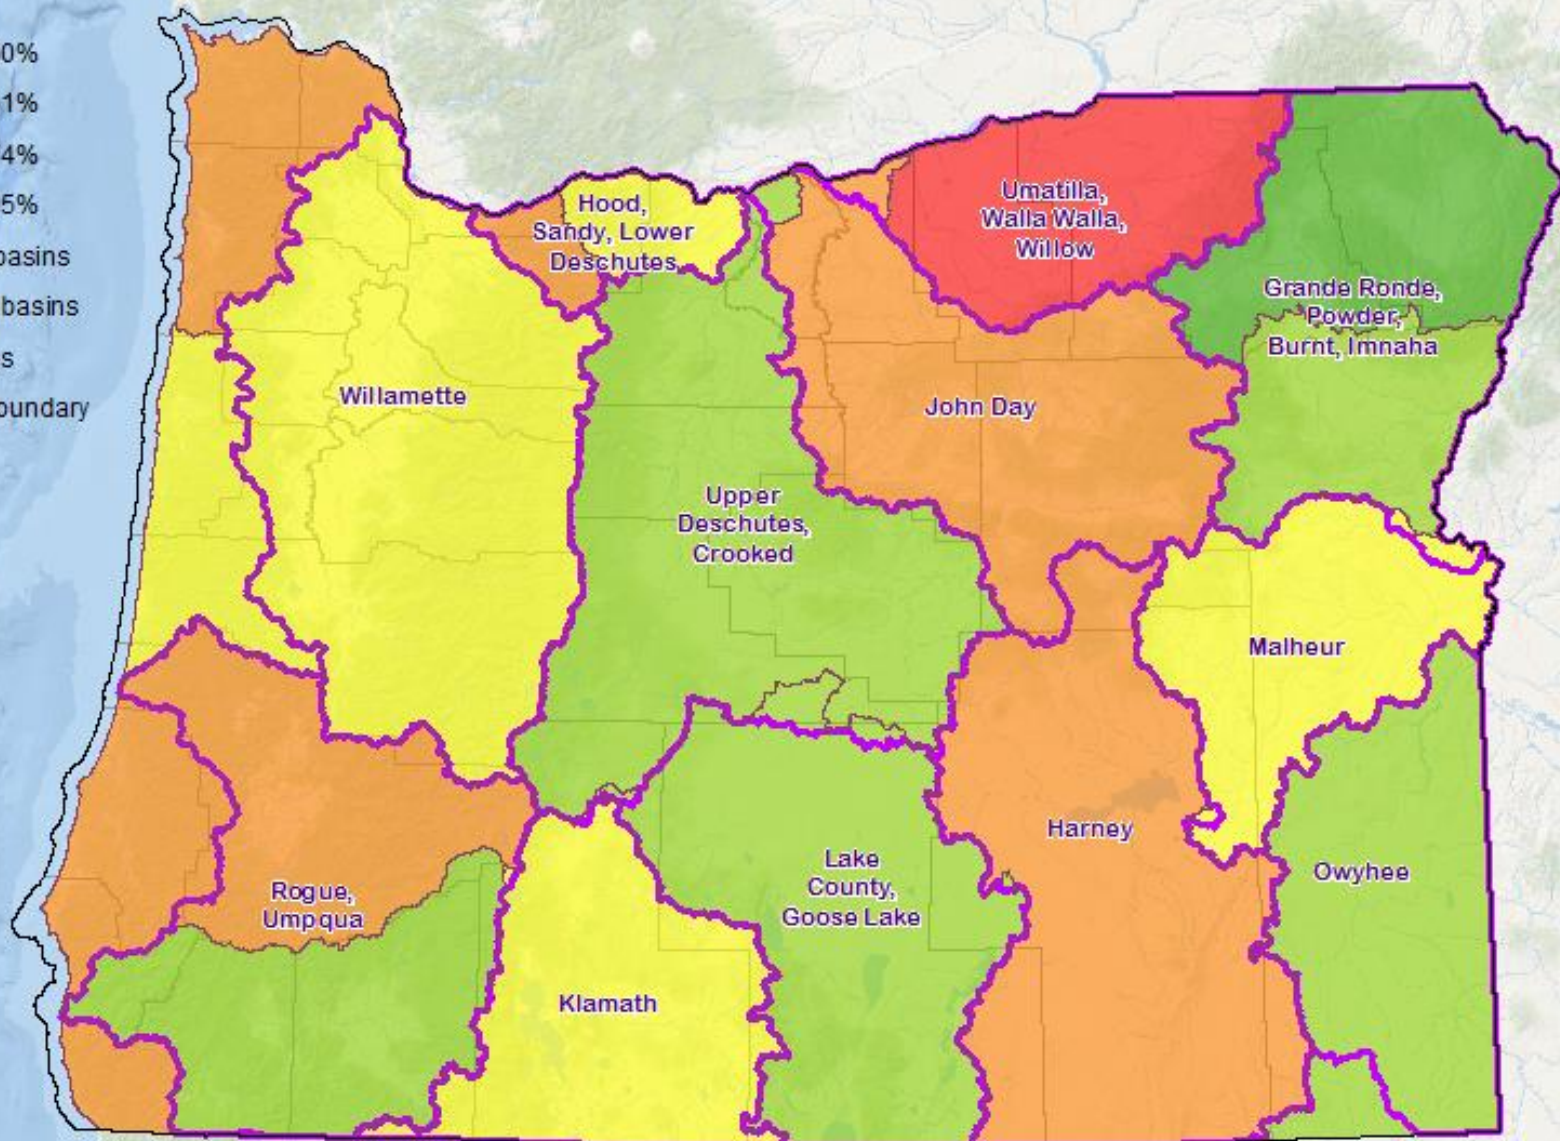 0%
1%
4%
5%
basins
basins
s
oundary
Hood,
Sandy, Lower
Deschutes
Umatilla,
Walla Walla,
Willow
Grande Ronde,
Powder,
Burnt, Imnaha
Willamette
John Day
Upper
Deschutes,
Crooked
Malheur
Harney
Lake
County,
Goose Lake
Owyhee
Rogue,
Umpqua
Klamath